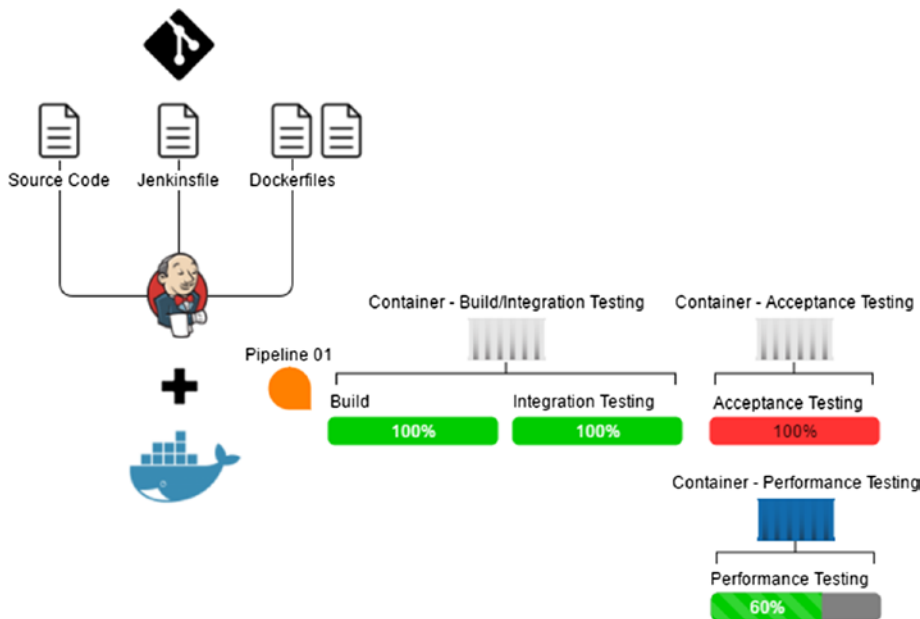 Source Code
Jenkinsfile
Dockerfiles
Container - Build/Integration Testing
Container - Acceptance Testing
Pipeline 01
Build
Integration Testing
Acceptance Testing
100%
100%
100%
Container - Performance Testing
Performance Testing
60%